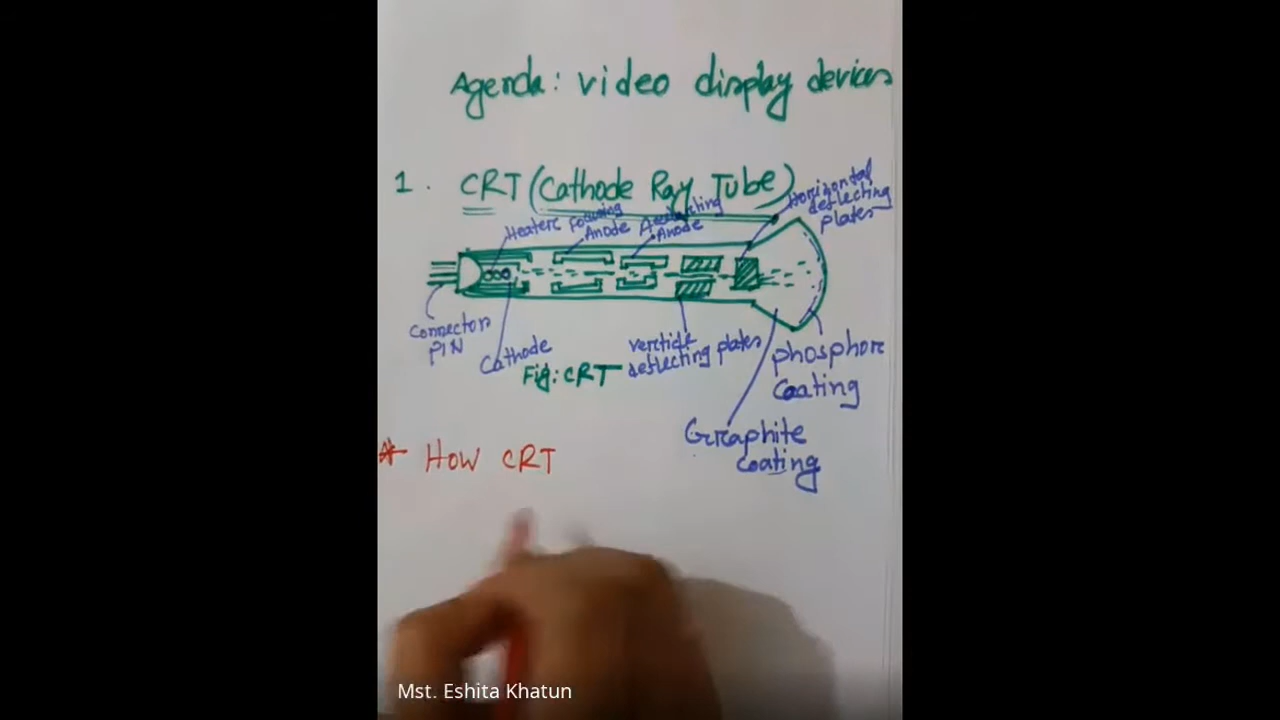 Agenda: video display devices
1. CRT (Cathode Ray Tube)
Horizontal
deflecting
plates
Heater Focusing
Anode
Accelerating
Anode
Connectors
PIN
Cathode
Fig: CRT
verticle
deflecting plates
phosphore
coating
Graphite
coating
* How CRT
Mst. Eshita Khatun